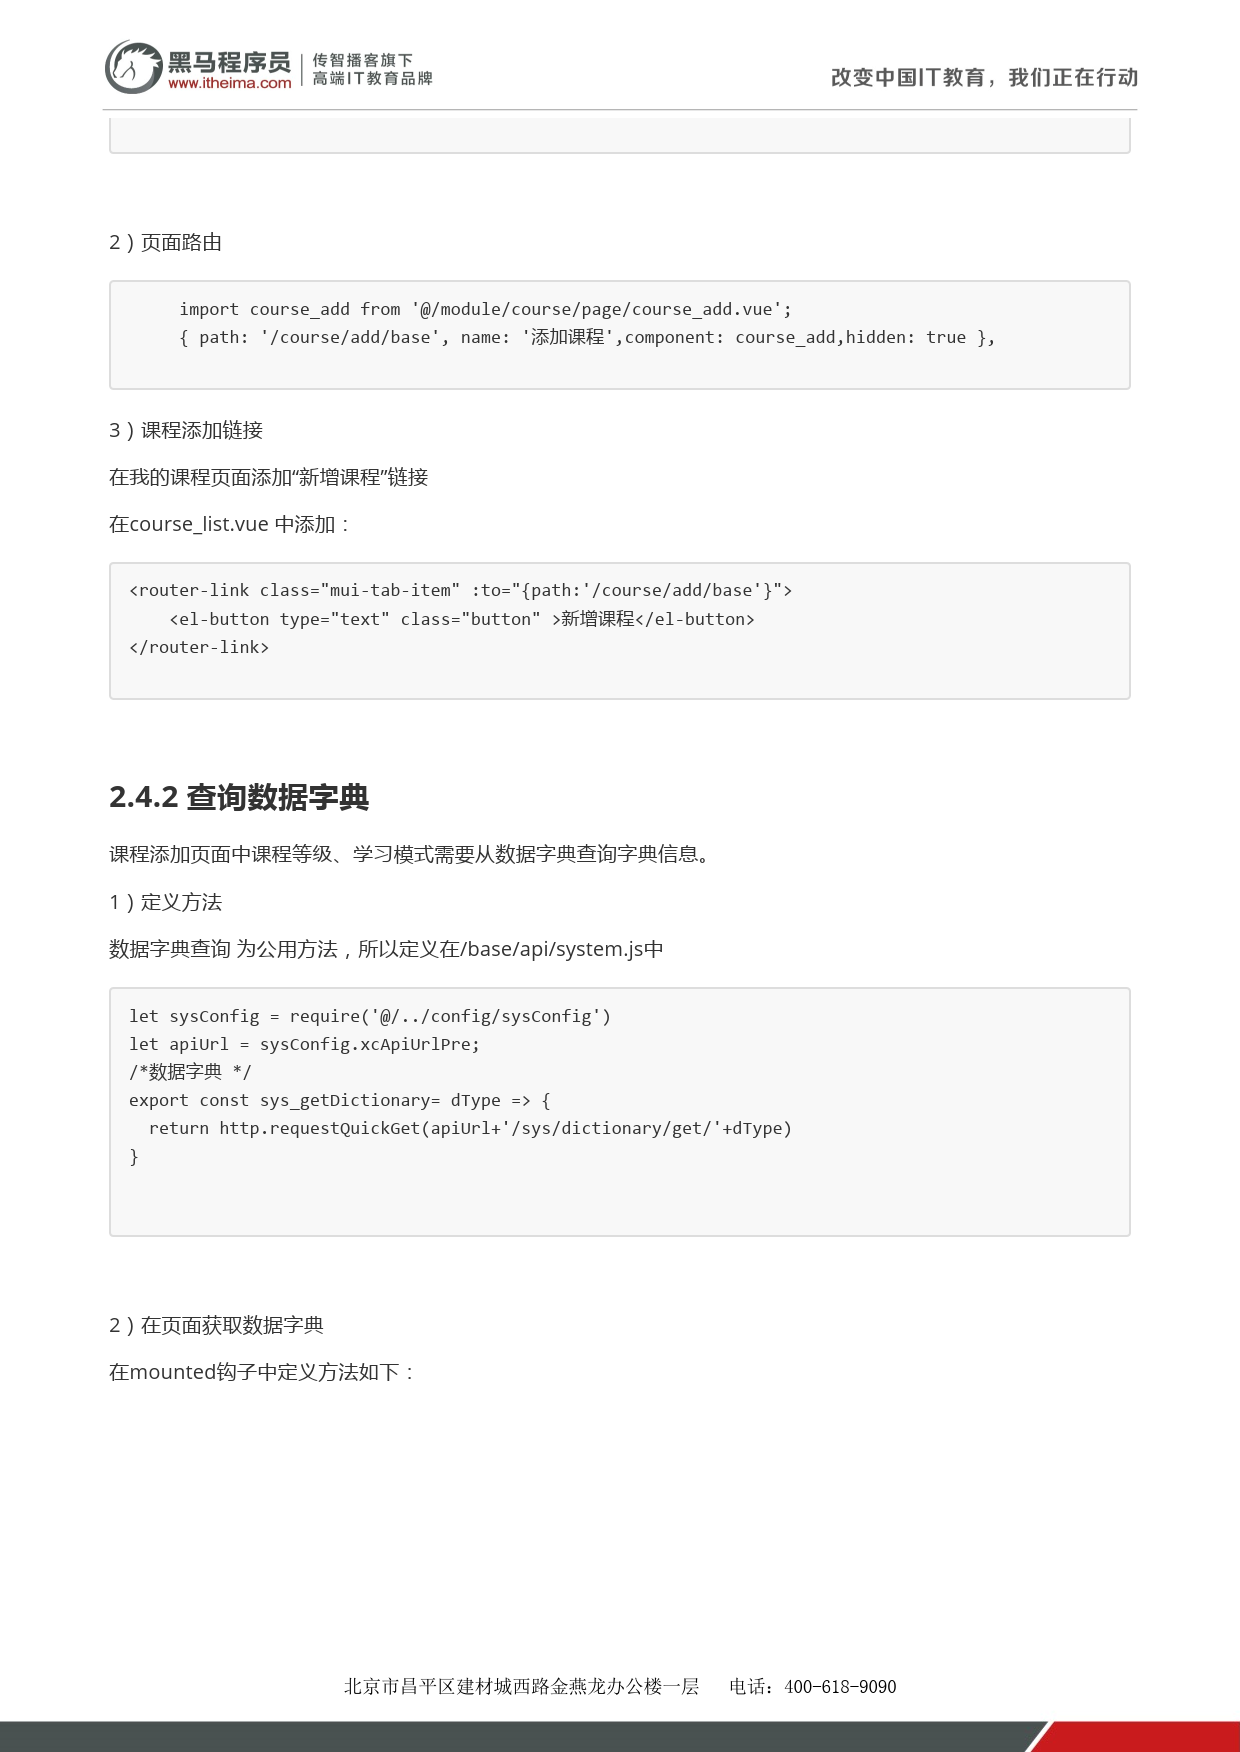 黑马程序员
www.itheima.com
传智播客旗下
高端IT教育品牌
改变中国IT教育，我们正在行动
2）页面路由
import course_add from '@/module/course/page/course_add.vue';
{ path: '/course/add/base', name: '添加课程',component: course_add,hidden: true },
3）课程添加链接
在我的课程页面添加“新增课程”链接
在course_list.vue 中添加：
<router-link class="mui-tab-item" :to="{path:'/course/add/base'}">
    <el-button type="text" class="button" >新增课程</el-button>
</router-link>
2.4.2 查询数据字典
课程添加页面中课程等级、学习模式需要从数据字典查询字典信息。
1）定义方法
数据字典查询 为公用方法，所以定义在/base/api/system.js中
let sysConfig = require('@/../config/sysConfig')
let apiUrl = sysConfig.xcApiUrlPre;
/*数据字典 */
export const sys_getDictionary= dType => {
  return http.requestQuickGet(apiUrl+'/sys/dictionary/get/'+dType)
}
2）在页面获取数据字典
在mounted钩子中定义方法如下：
北京市昌平区建材城西路金燕龙办公楼一层 电话：400-618-9090